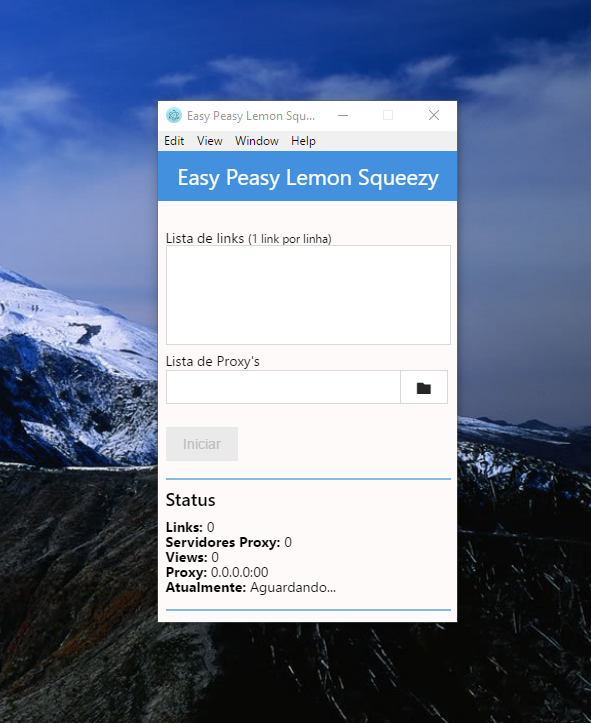 Easy Peasy Lemon Squ...
Edit View Window Help
Easy Peasy Lemon Squeezy
Lista de links (1 link por linha)
Lista de Proxy's
Iniciar
Status
Links: 0
Servidores Proxy: 0
Views: 0
Proxy: 0.0.0.0:00
Atualmente: Aguardando...